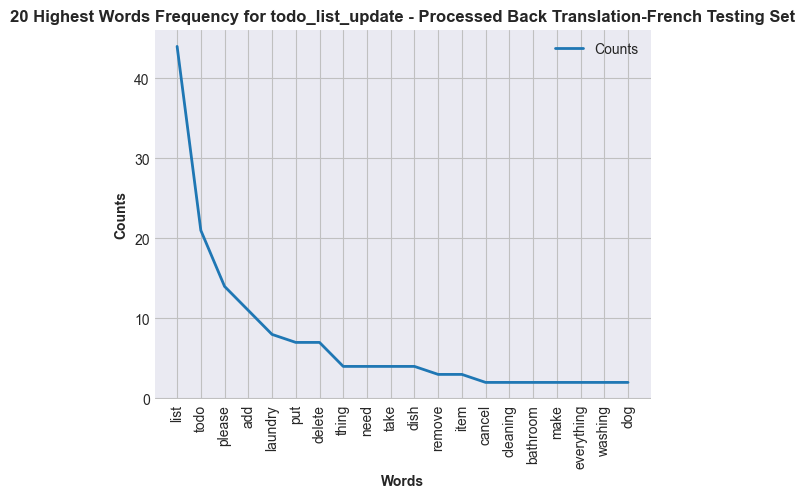 20 Highest Words Frequency for todo_list_update - Processed Back Translation-French Testing Set
Counts
Counts
40
30
20
10
0
list
todo
please
add
laundry
put
delete
thing
need
take
dish
remove
item
cancel
cleaning
bathroom
make
everything
washing
dog
Words